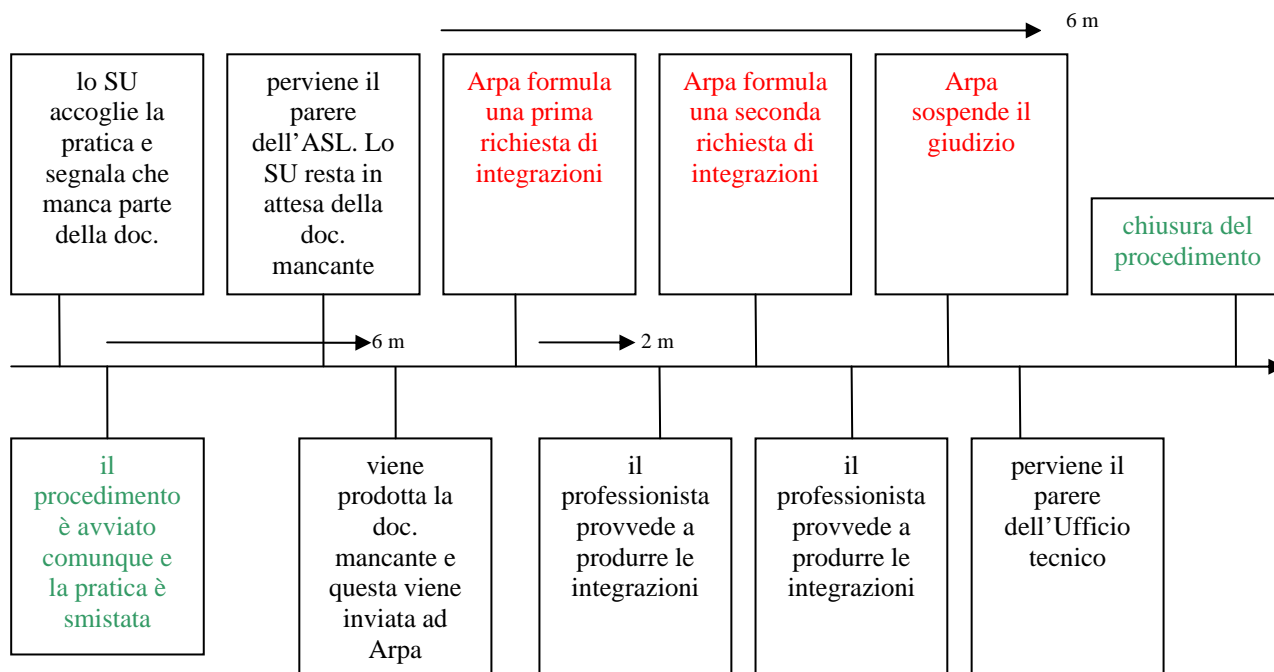 6 m
lo SU
accoglie la
pratica e
segnala che
manca parte
della doc.
perviene il
parere
dell’ASL. Lo
SU resta in
attesa della
doc.
mancante
Arpa formula
una prima
richiesta di
integrazioni
Arpa formula
una seconda
richiesta di
integrazioni
Arpa
sospende il
giudizio
chiusura del
procedimento
6 m
2 m
il
procedimento
è avviato
comunque e
la pratica è
smistata
viene
prodotta la
doc.
mancante e
questa viene
inviata ad
Arpa
il
professionista
provvede a
produrre le
integrazioni
il
professionista
provvede a
produrre le
integrazioni
perviene il
parere
dell’Ufficio
tecnico